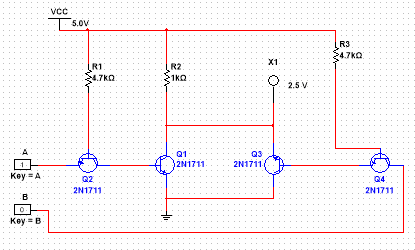 VCC
5.0V
R1
4.7kΩ
R2
1kΩ
X1
2.5 V
R3
4.7kΩ
A
1
Key = A
Q2
2N1711
Q1
2N1711
Q3
2N1711
Q4
2N1711
B
0
Key = B